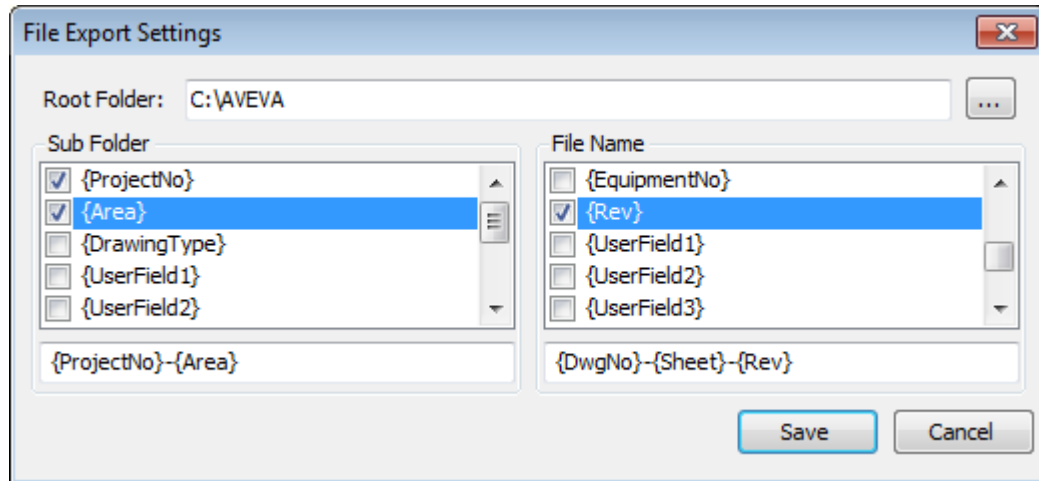 File Export Settings
Root Folder: C:\AVEVA ...
Sub Folder
{ProjectNo}
{Area}
{DrawingType}
{UserField1}
{UserField2}
{ProjectNo}-{Area}
File Name
{EquipmentNo}
{Rev}
{UserField1}
{UserField2}
{UserField3}
{DwgNo}-{Sheet}-{Rev}
Save Cancel